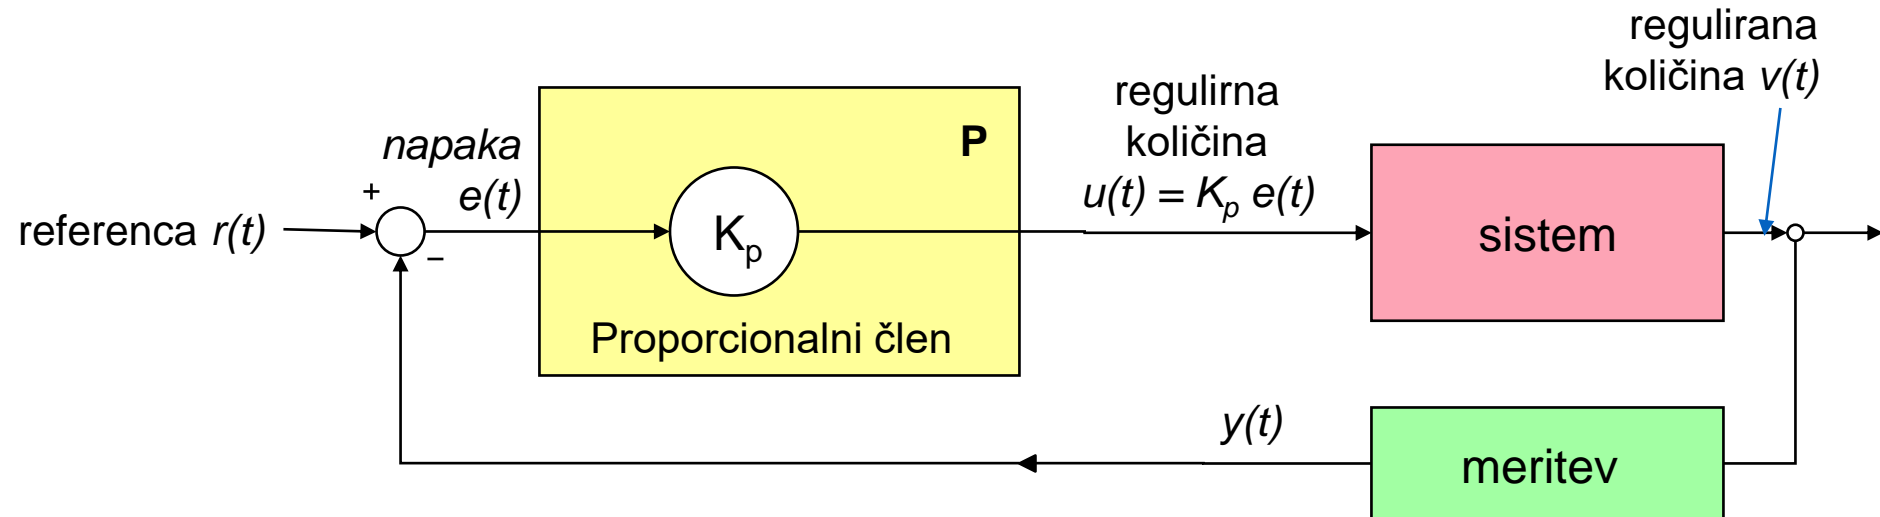 regulirana
količina v(t)
regulirna
količina
u(t) = Kₚ e(t)
P
napaka
e(t)
+
referenca r(t)
−
Kₚ
sistem
Proporcionalni člen
y(t)
meritev